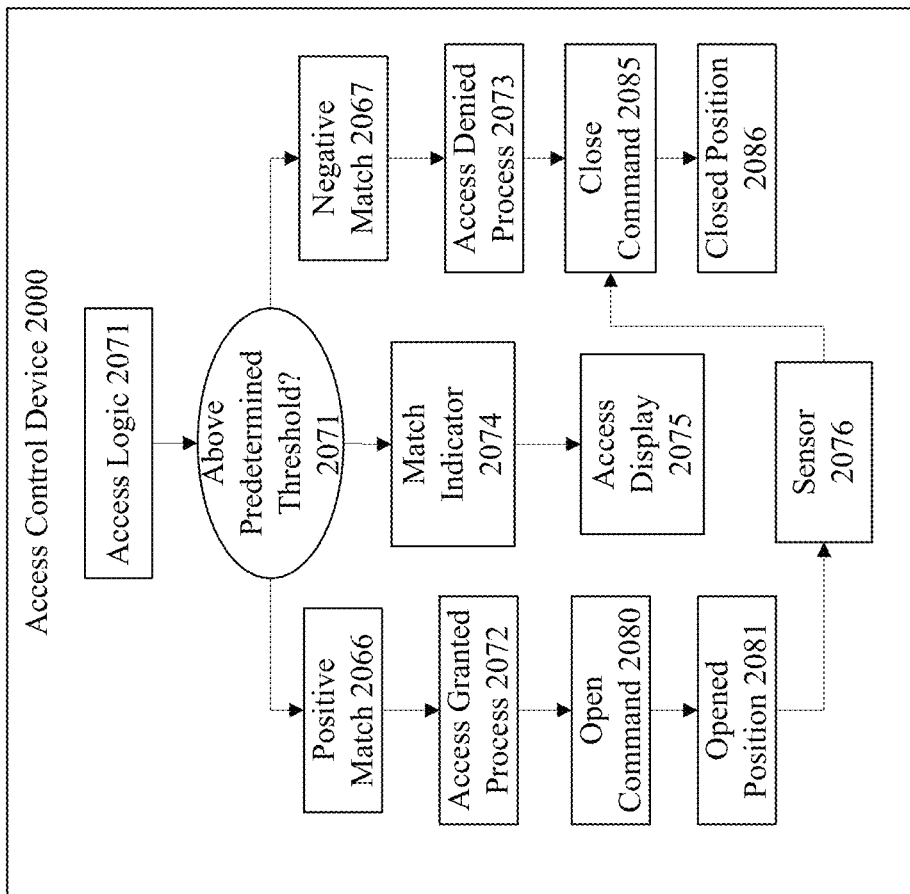 Access Control Device 2000
Access Logic 2071
Above
Predetermined
Threshold?
2071
Positive
Match 2066
Access Granted
Process 2072
Open
Command 2080
Opened
Position 2081
Match
Indicator
2074
Access
Display
2075
Sensor
2076
Negative
Match 2067
Access Denied
Process 2073
Close
Command 2085
Closed Position
2086